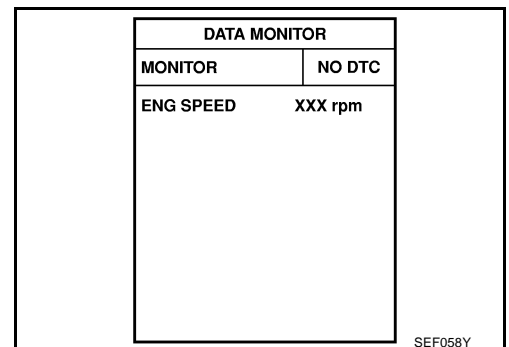 DATA MONITOR
MONITOR NO DTC
ENG SPEED XXX rpm
SEF058Y